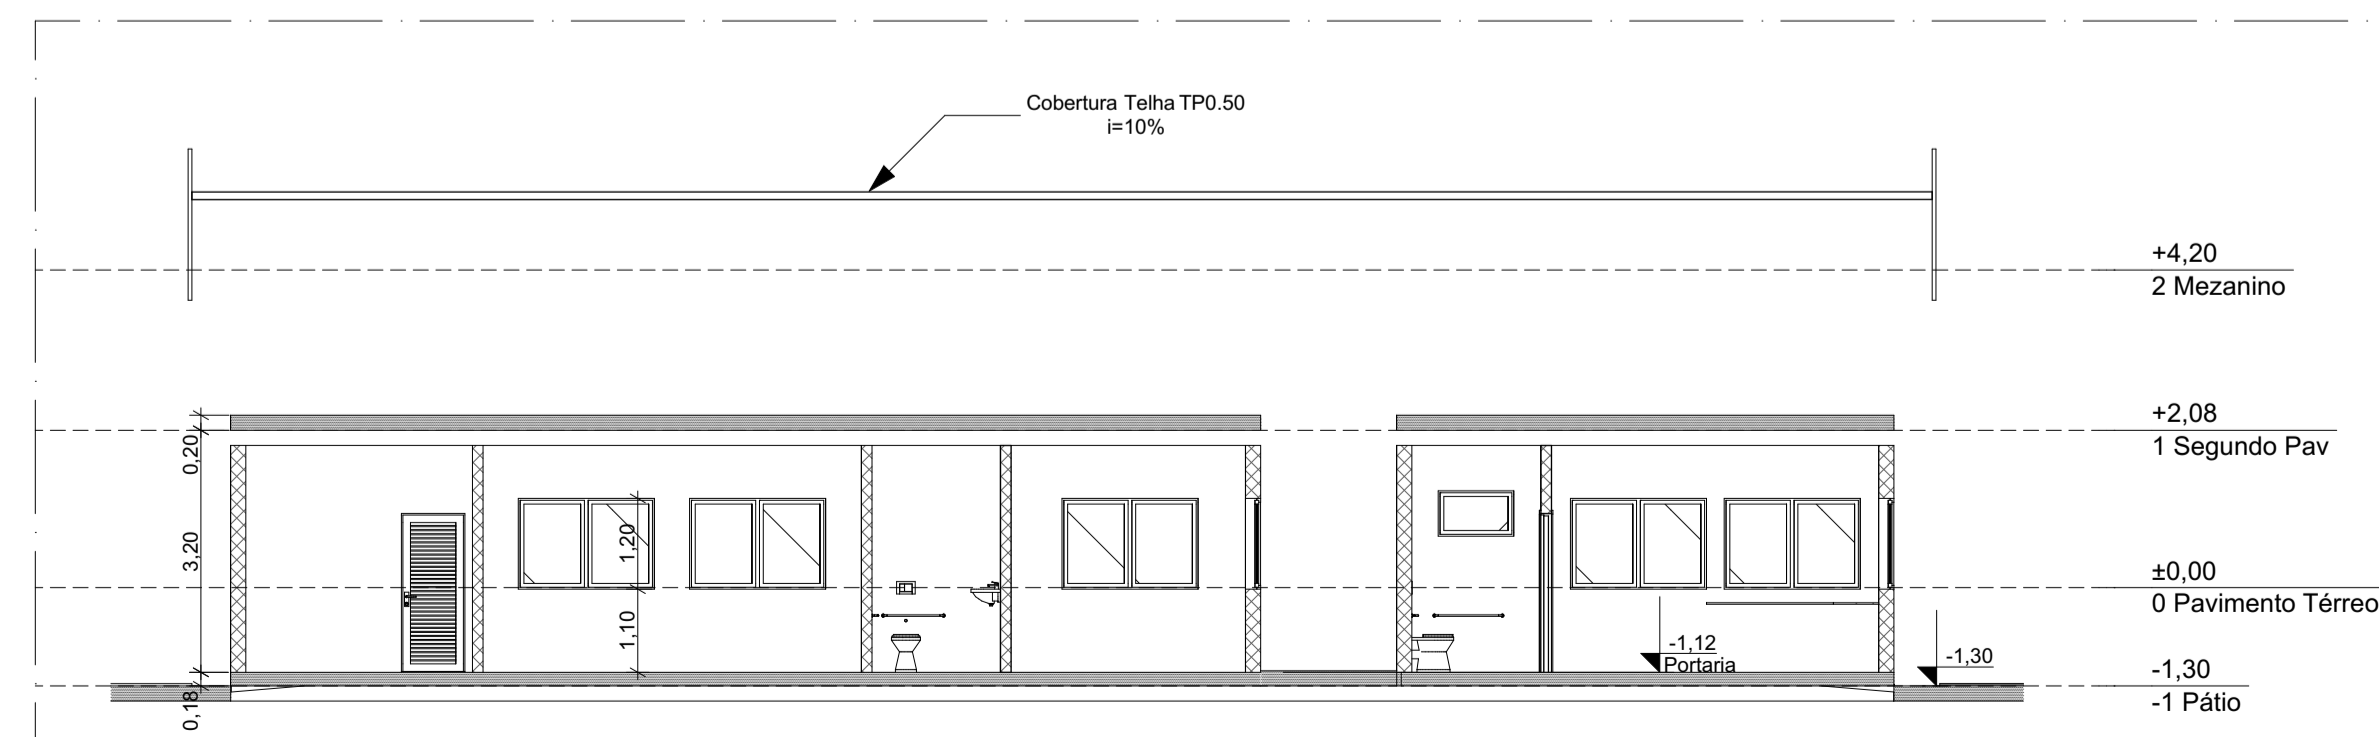 Cobertura Telha TP0.50
i=10%
+4,20
2 Mezanino
+2,08
1 Segundo Pav
0,20
3,20
1,20
±0,00
0 Pavimento Térreo
1,10
-1,12
Portaria
-1,30
-1,30
-1 Pátio
0,18